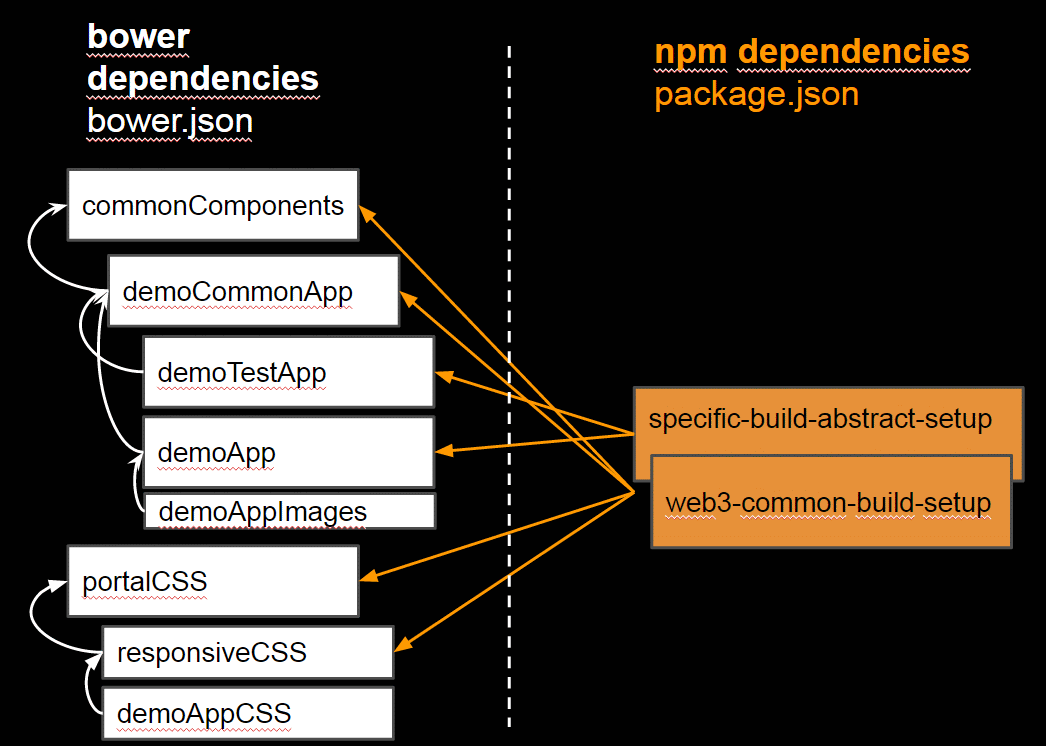 bower
dependencies
bower.json
npm dependencies
package.json
commonComponents
demoCommonApp
demoTestApp
demoApp
demoAppImages
portalCSS
responsiveCSS
demoAppCSS
specific-build-abstract-setup
web3-common-build-setup